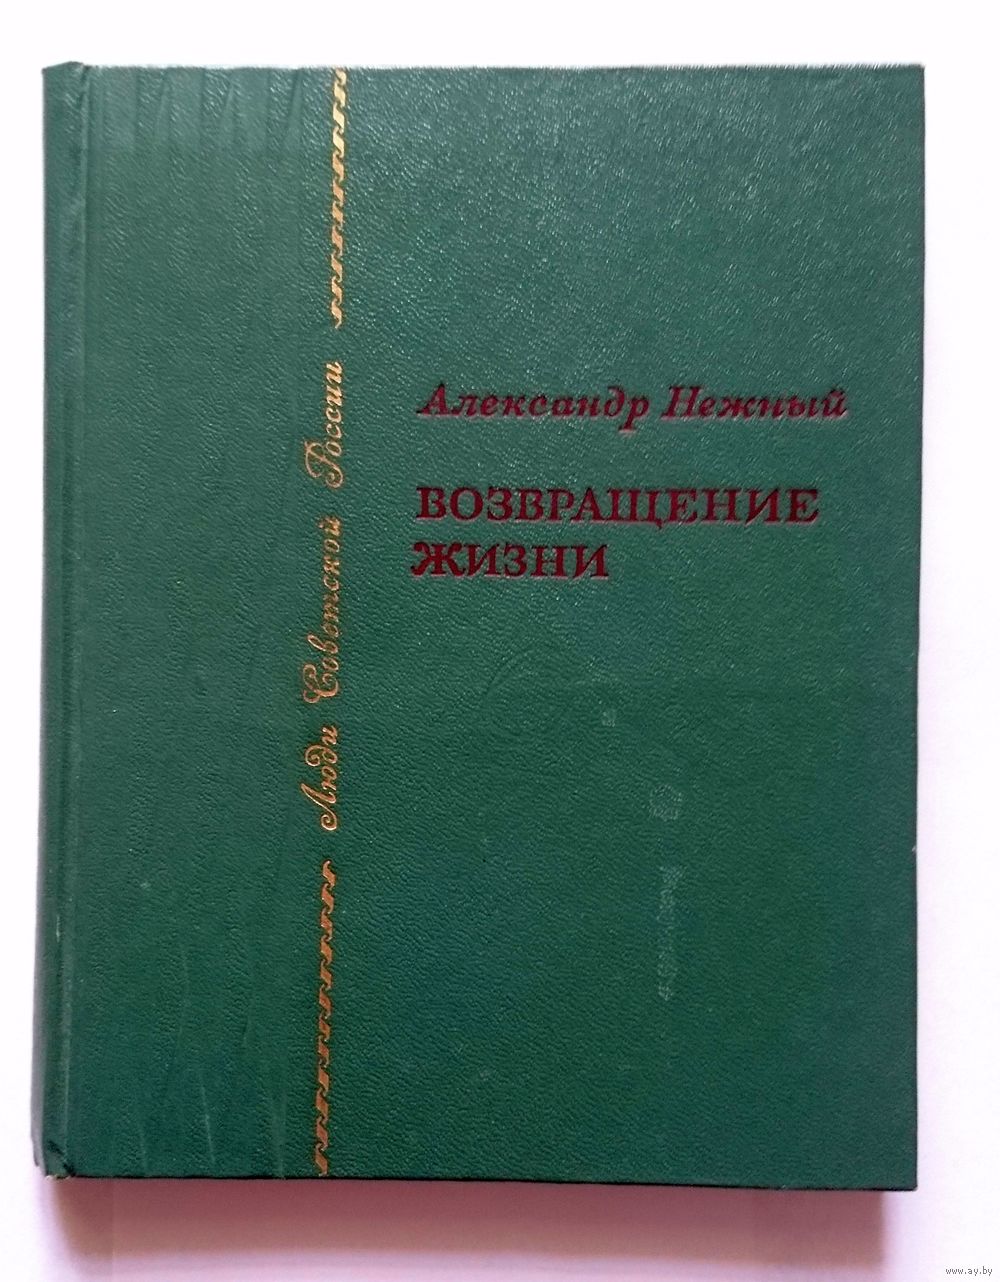 Александр Нежный
ВОЗВРАЩЕНИЕ
ЖИЗНИ
Люди Советской России
www.ay.by